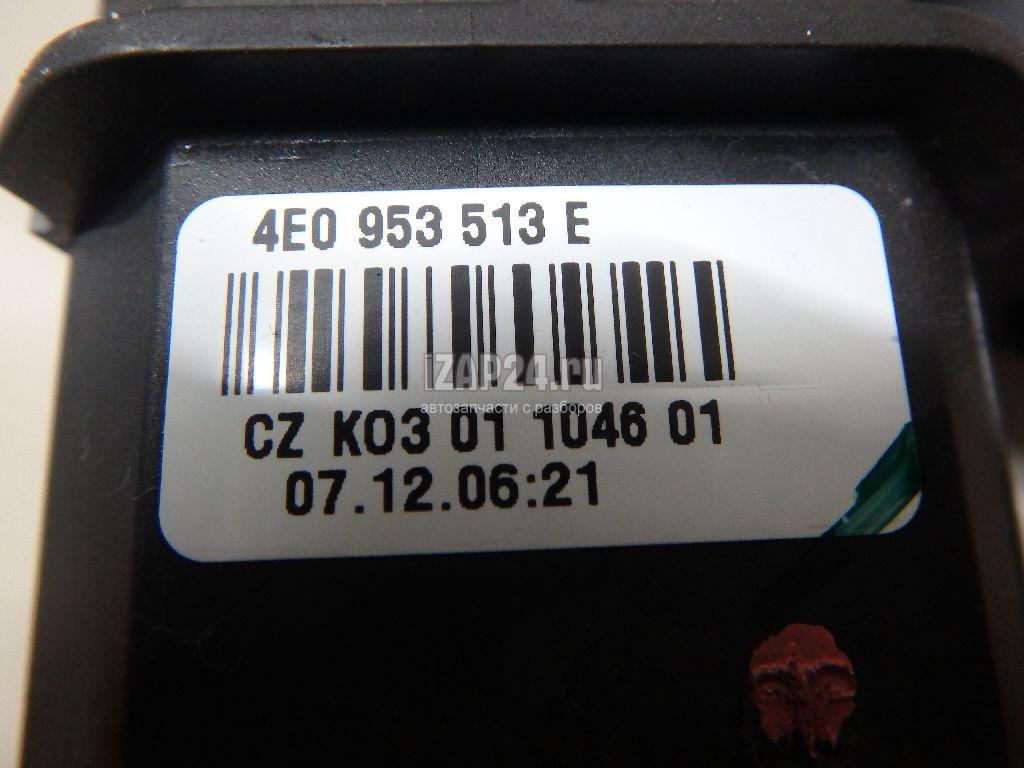 4E0 953 513 E
iZAP24.ru
автозапчасти с разборов
CZ K03 01 1046 01
07.12.06:21